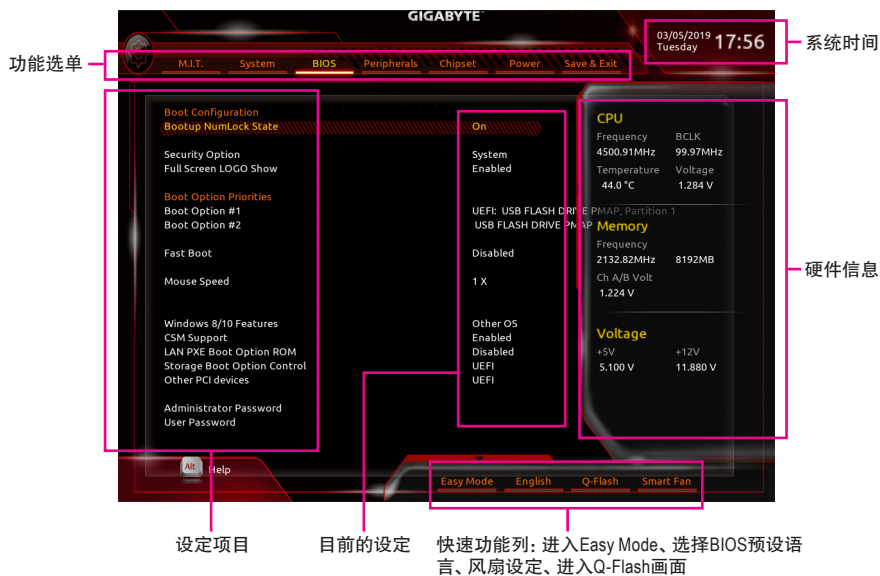 GIGABYTE
03/05/2019
Tuesday
17:56
系统时间
功能选单
M.I.T. System BIOS Peripherals Chipset Power Save & Exit
Boot Configuration
Bootup NumLock State On
Security Option System
Full Screen LOGO Show Enabled
Boot Option Priorities
Boot Option #1 UEFI: USB FLASH DRIVE PMAP, Partition 1
Boot Option #2 USB FLASH DRIVE PMAP
Fast Boot Disabled
Mouse Speed 1 X
Windows 8/10 Features Other OS
CSM Support Enabled
LAN PXE Boot Option ROM Disabled
Storage Boot Option Control UEFI
Other PCI devices UEFI
Administrator Password
User Password
CPU
Frequency BCLK
4500.91MHz 99.97MHz
Temperature Voltage
44.0 °C 1.284 V
Memory
Frequency
2132.82MHz 8192MB
Ch A/B Volt
1.224 V
Voltage
+5V +12V
5.100 V 11.880 V
硬件信息
Alt Help
Easy Mode English Q-Flash Smart Fan
设定项目
目前的设定
快速功能列: 进入Easy Mode、选择BIOS预设语
言、风扇设定、进入Q-Flash画面